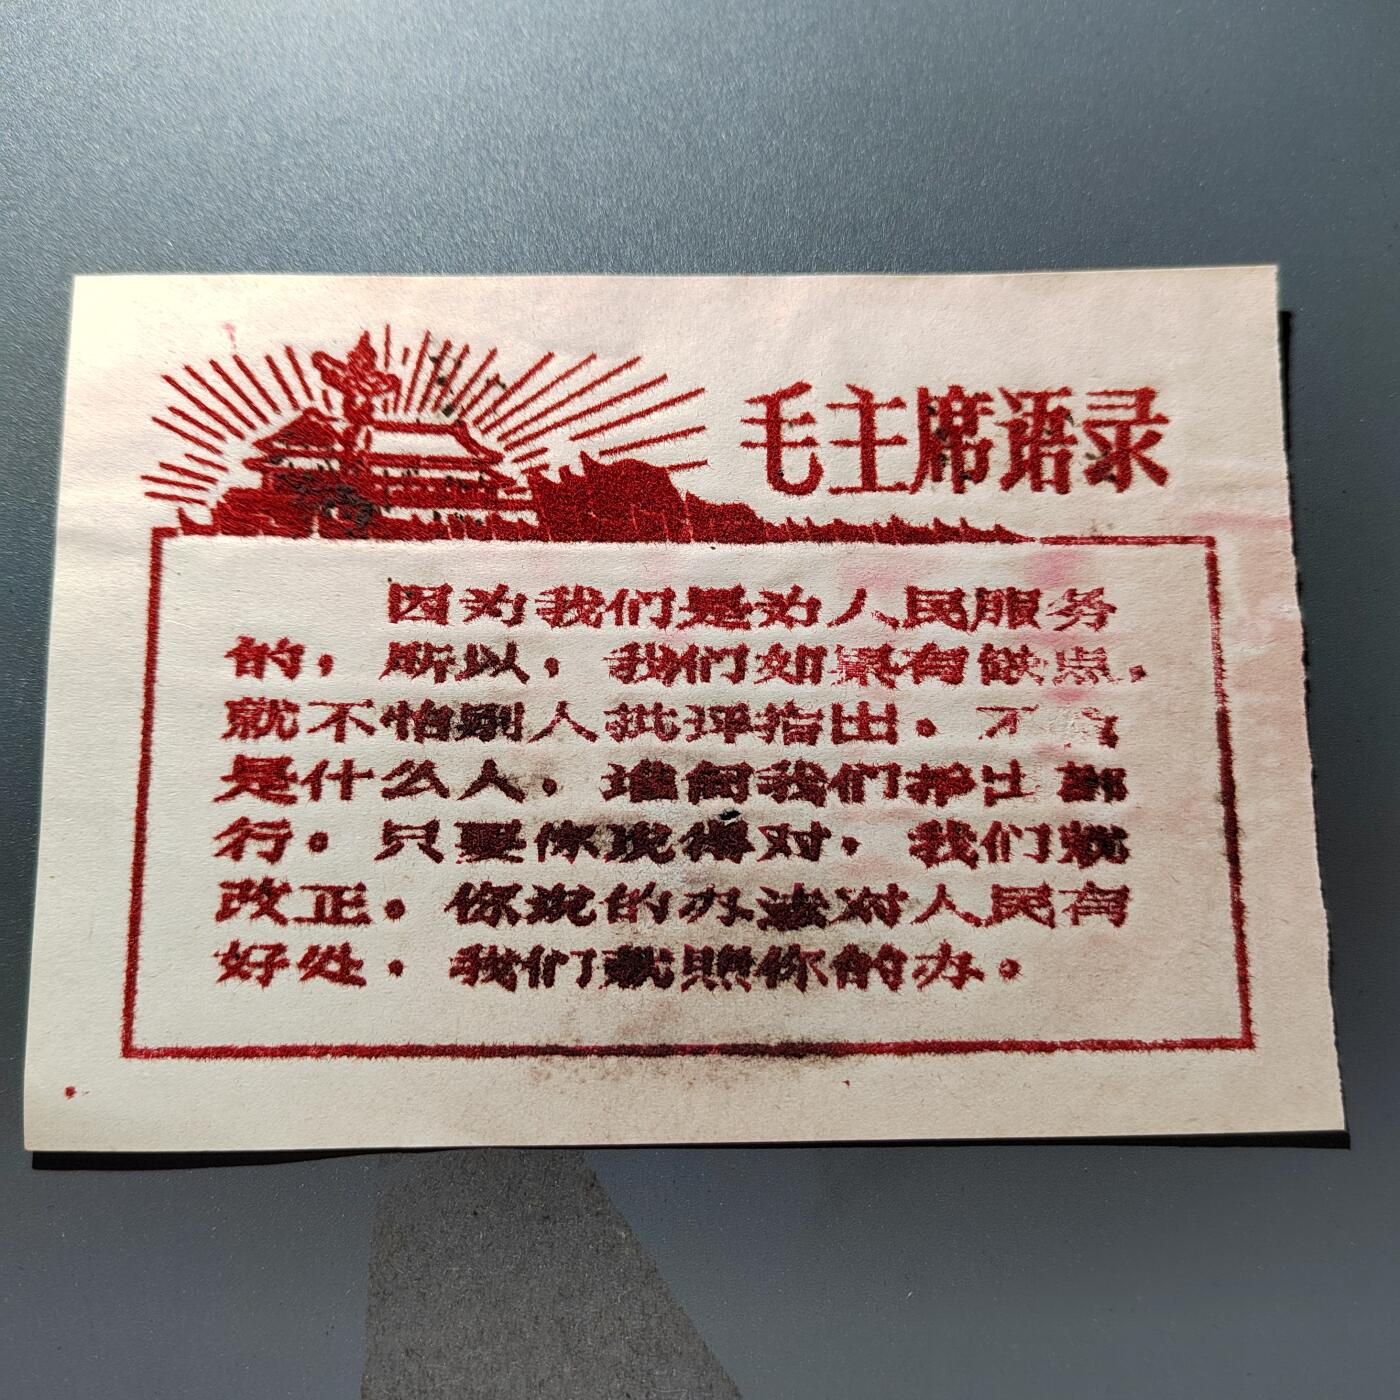 毛主席语录
因为我们是为人民服务
的，所以，我们如果有缺点，
就不怕别人批评指出。不
是什么人，谁向我们指出都
行。只要你说得对，我们就
改正。你说的办法对人民有
好处，我们就照你的办。